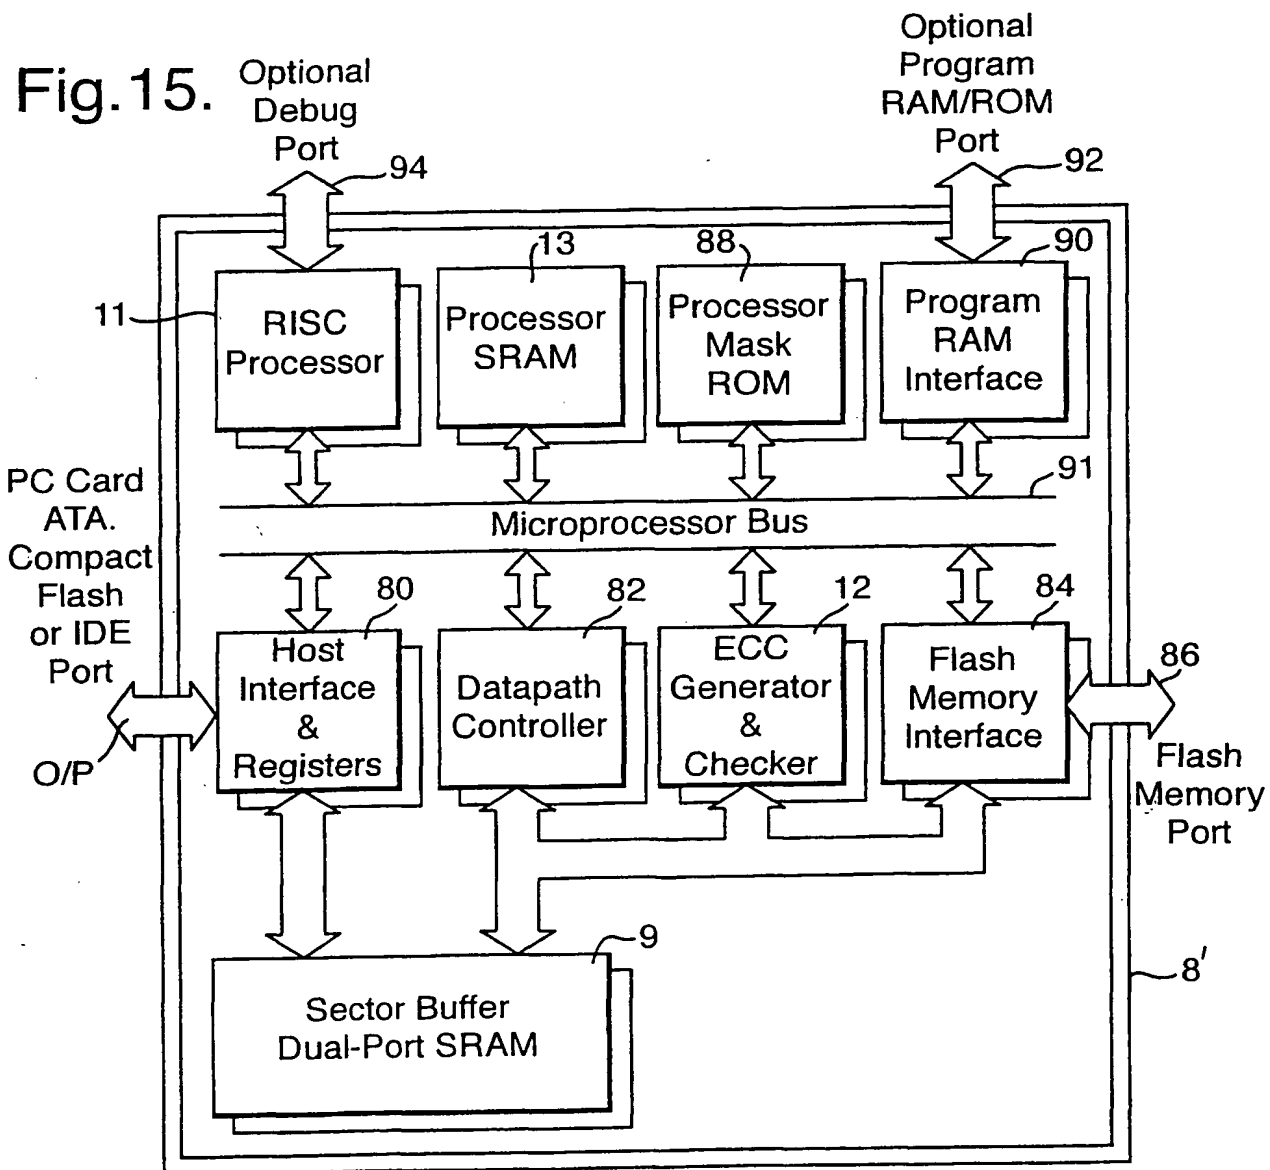 Fig.15.
Optional
Debug
Port
94
Optional
Program
RAM/ROM
Port
92
11
RISC
Processor
13
Processor
SRAM
88
Processor
Mask
ROM
90
Program
RAM
Interface
91
Microprocessor Bus
PC Card
ATA.
Compact
Flash
or IDE
Port
O/P
80
Host
Interface
&
Registers
82
Datapath
Controller
12
ECC
Generator
&
Checker
84
Flash
Memory
Interface
86
Flash
Memory
Port
9
Sector Buffer
Dual-Port SRAM
8'